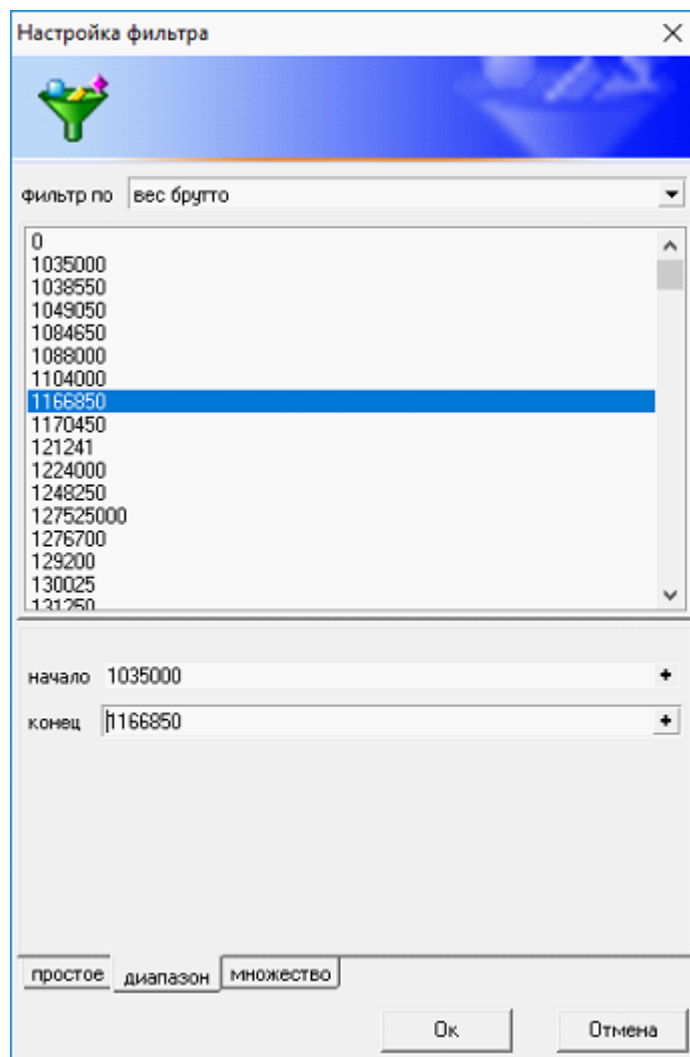 Настройка фильтра
фильтр по вес брутто
0
1035000
1038550
1049050
1084650
1088000
1104000
1166850
1170450
121241
1224000
1248250
127525000
1276700
129200
130025
131250
начало 1035000
конец 1166850
простое диапазон множество
Ок Отмена